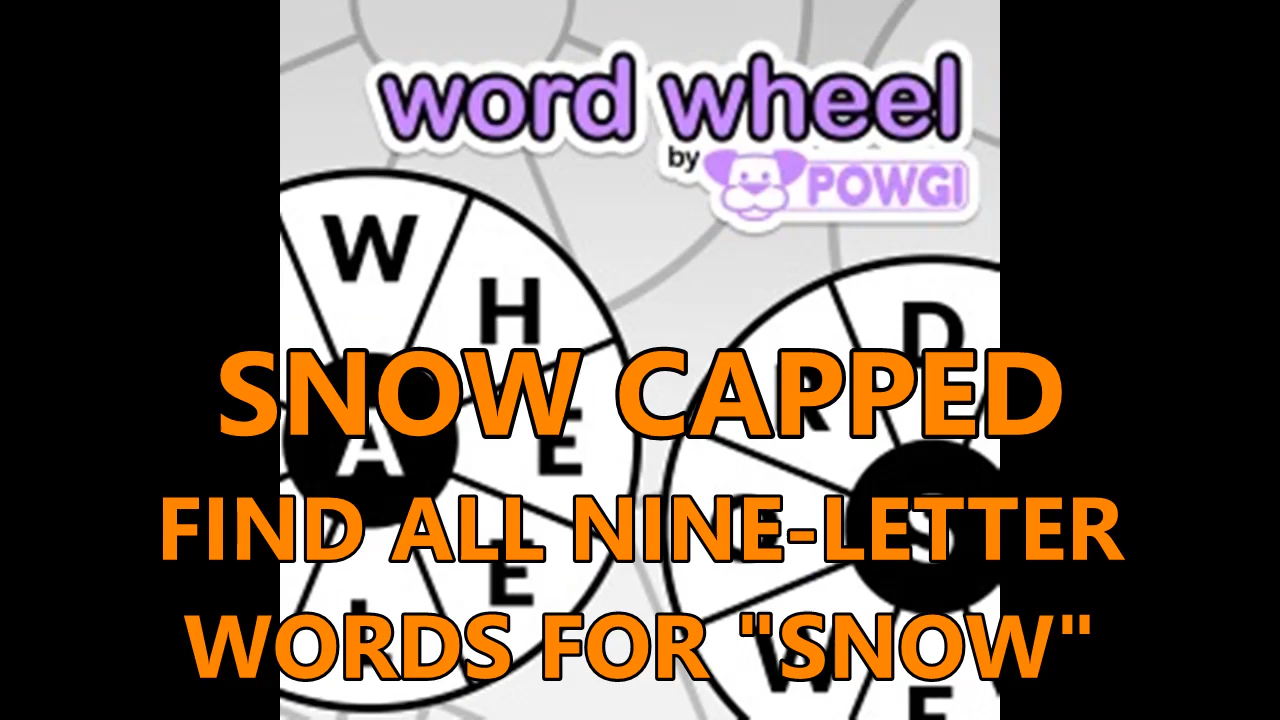 word wheel
by POWGI
W
H
D
R
SNOW CAPPED
A
E
FIND ALL NINE-LETTER
S
E
WORDS FOR "SNOW"
W
E